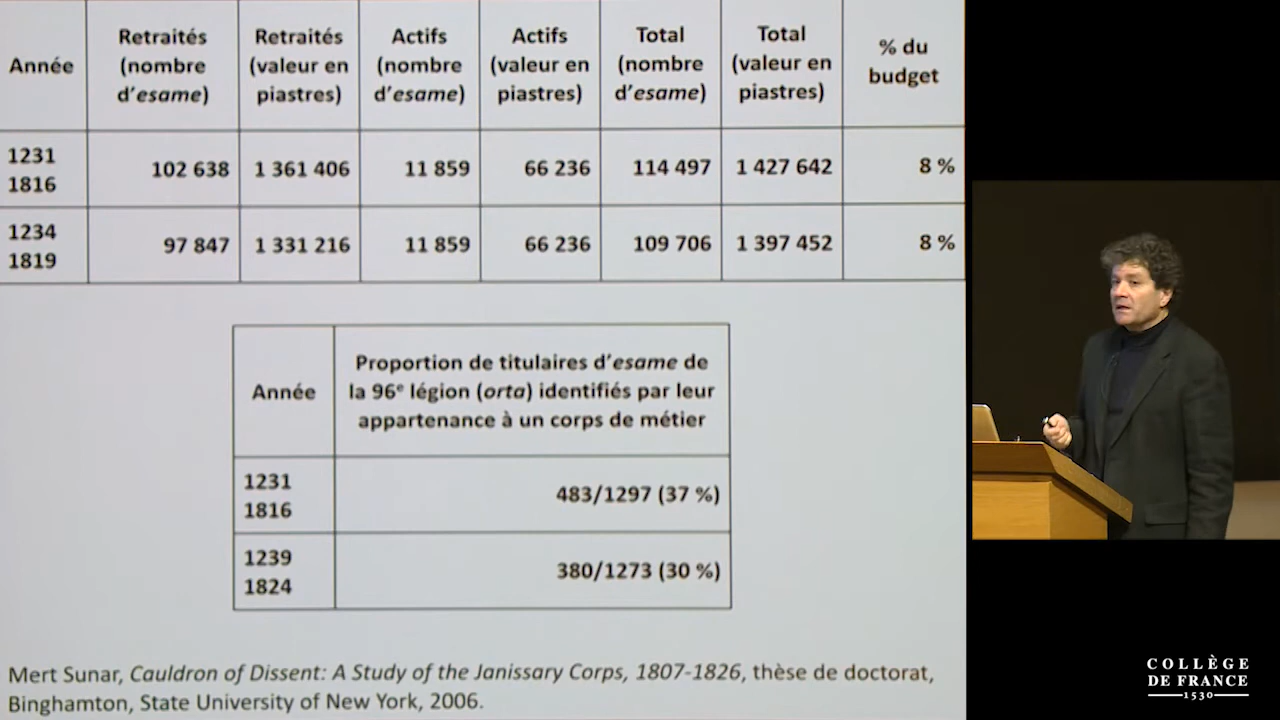 Année
Retraités
(nombre
d'esame)
Retraités
(valeur en
piastres)
Actifs
(nombre
d'esame)
Actifs
(valeur en
piastres)
Total
(nombre
d'esame)
Total
(valeur en
piastres)
% du
budget
1231
1816
102 638
1 361 406
11 859
66 236
114 497
1 427 642
8 %
1234
1819
97 847
1 331 216
11 859
66 236
109 706
1 397 452
8 %
Année
Proportion de titulaires d'esame de
la 96e légion (orta) identifiés par leur
appartenance à un corps de métier
1231
1816
483/1297 (37 %)
1239
1824
380/1273 (30 %)
Mert Sunar, Cauldron of Dissent: A Study of the Janissary Corps, 1807-1826, thèse de doctorat,
Binghamton, State University of New York, 2006.
COLLÈGE
DE FRANCE
1530